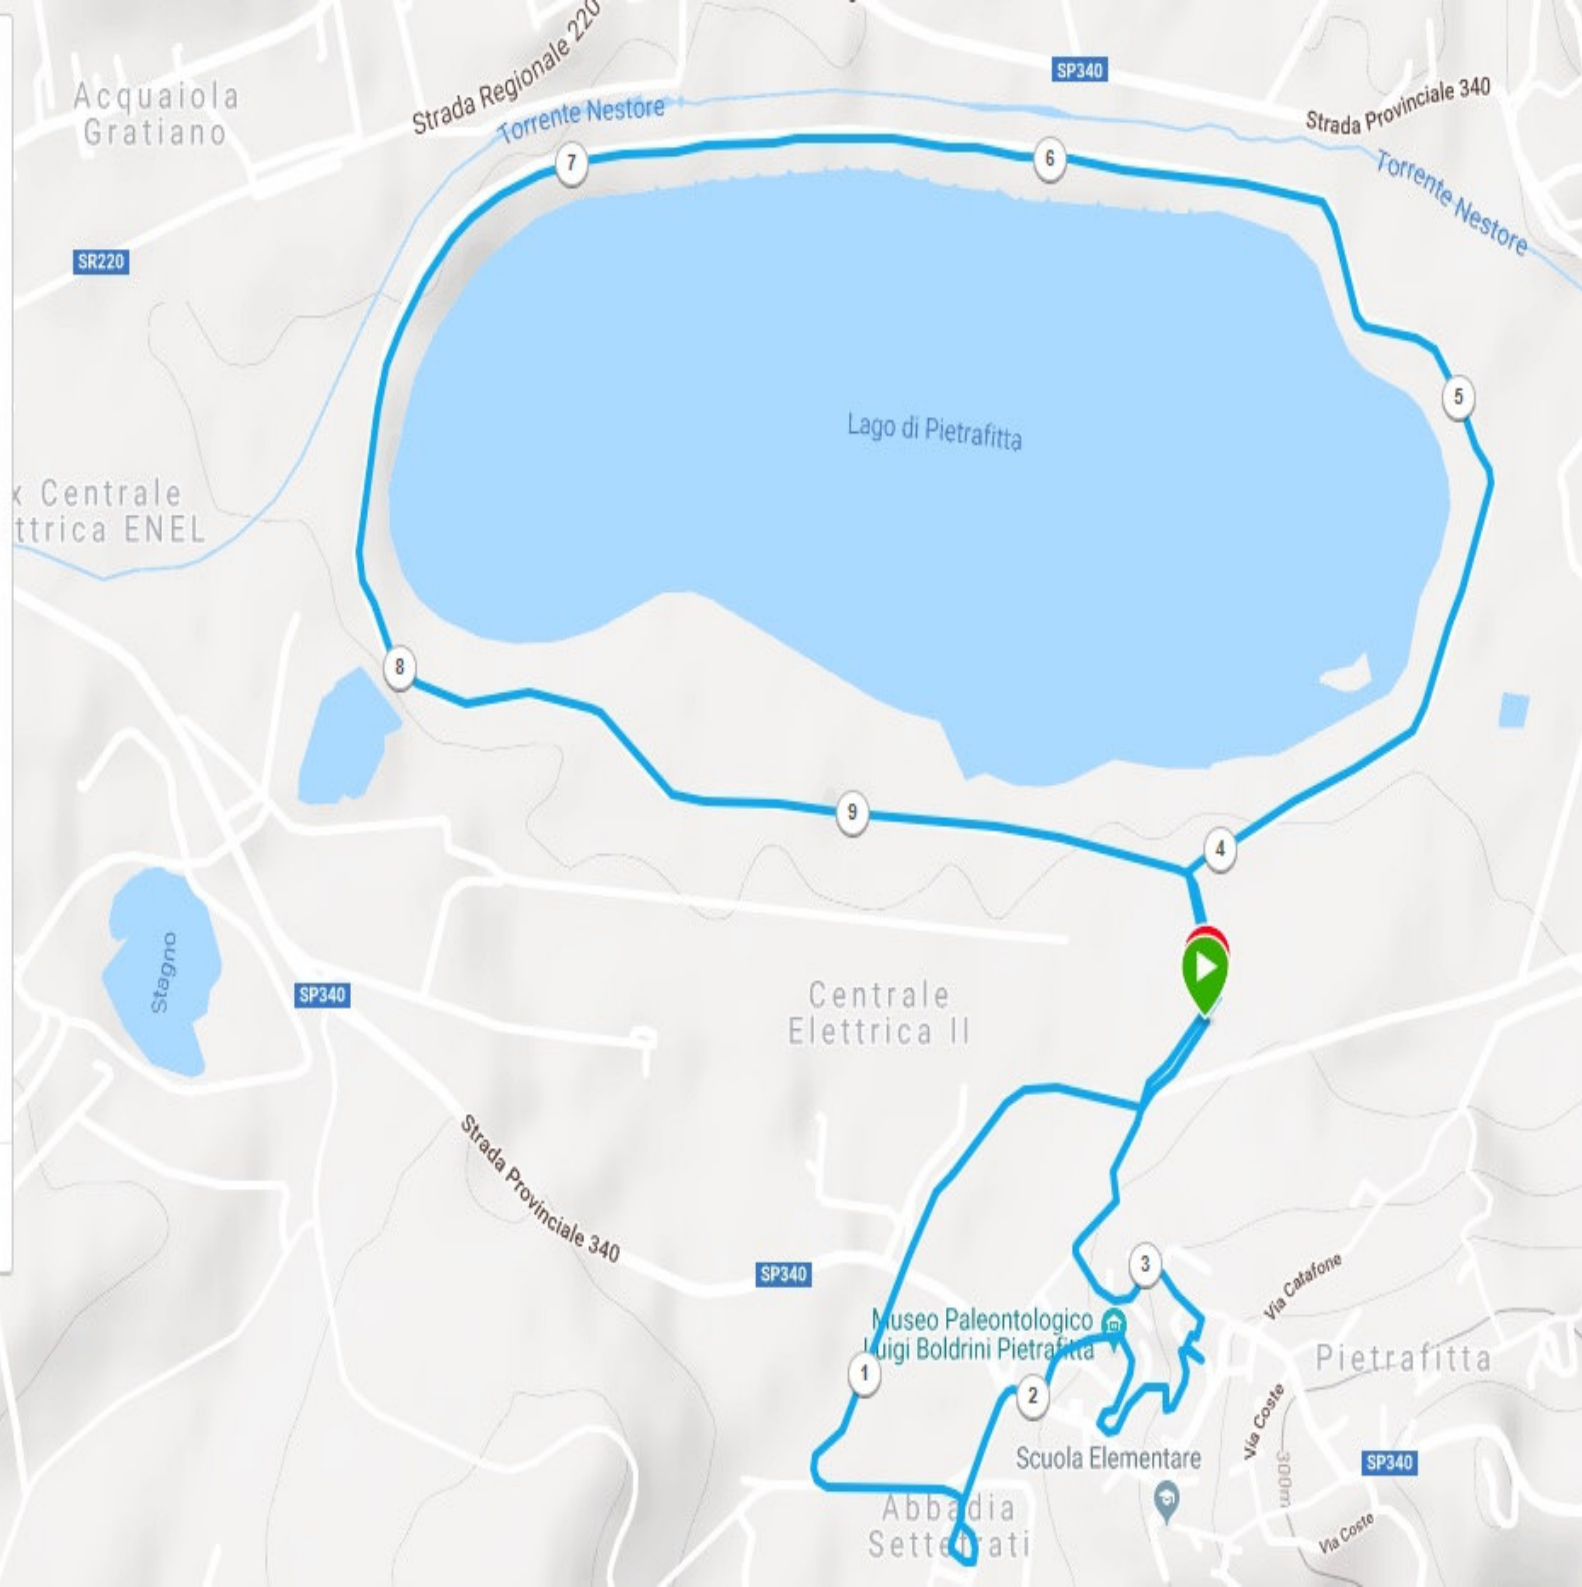 Acquaiola
Gratiano
Strada Regionale 220
Torrente Nestore
SP340
Strada Provinciale 340
Torrente Nestore
7
6
SR220
5
Lago di Pietrafitta
x Centrale
ttrica ENEL
8
9
4
Stagno
SP340
Centrale
Elettrica II
Strada Provinciale 340
SP340
3
Via Calafone
Museo Paleontologico
Luigi Boldrini Pietrafitta
Pietrafitta
1
2
Via Coste
Scuola Elementare
SP340
300m
Abbadia
Settefrati
Via Coste